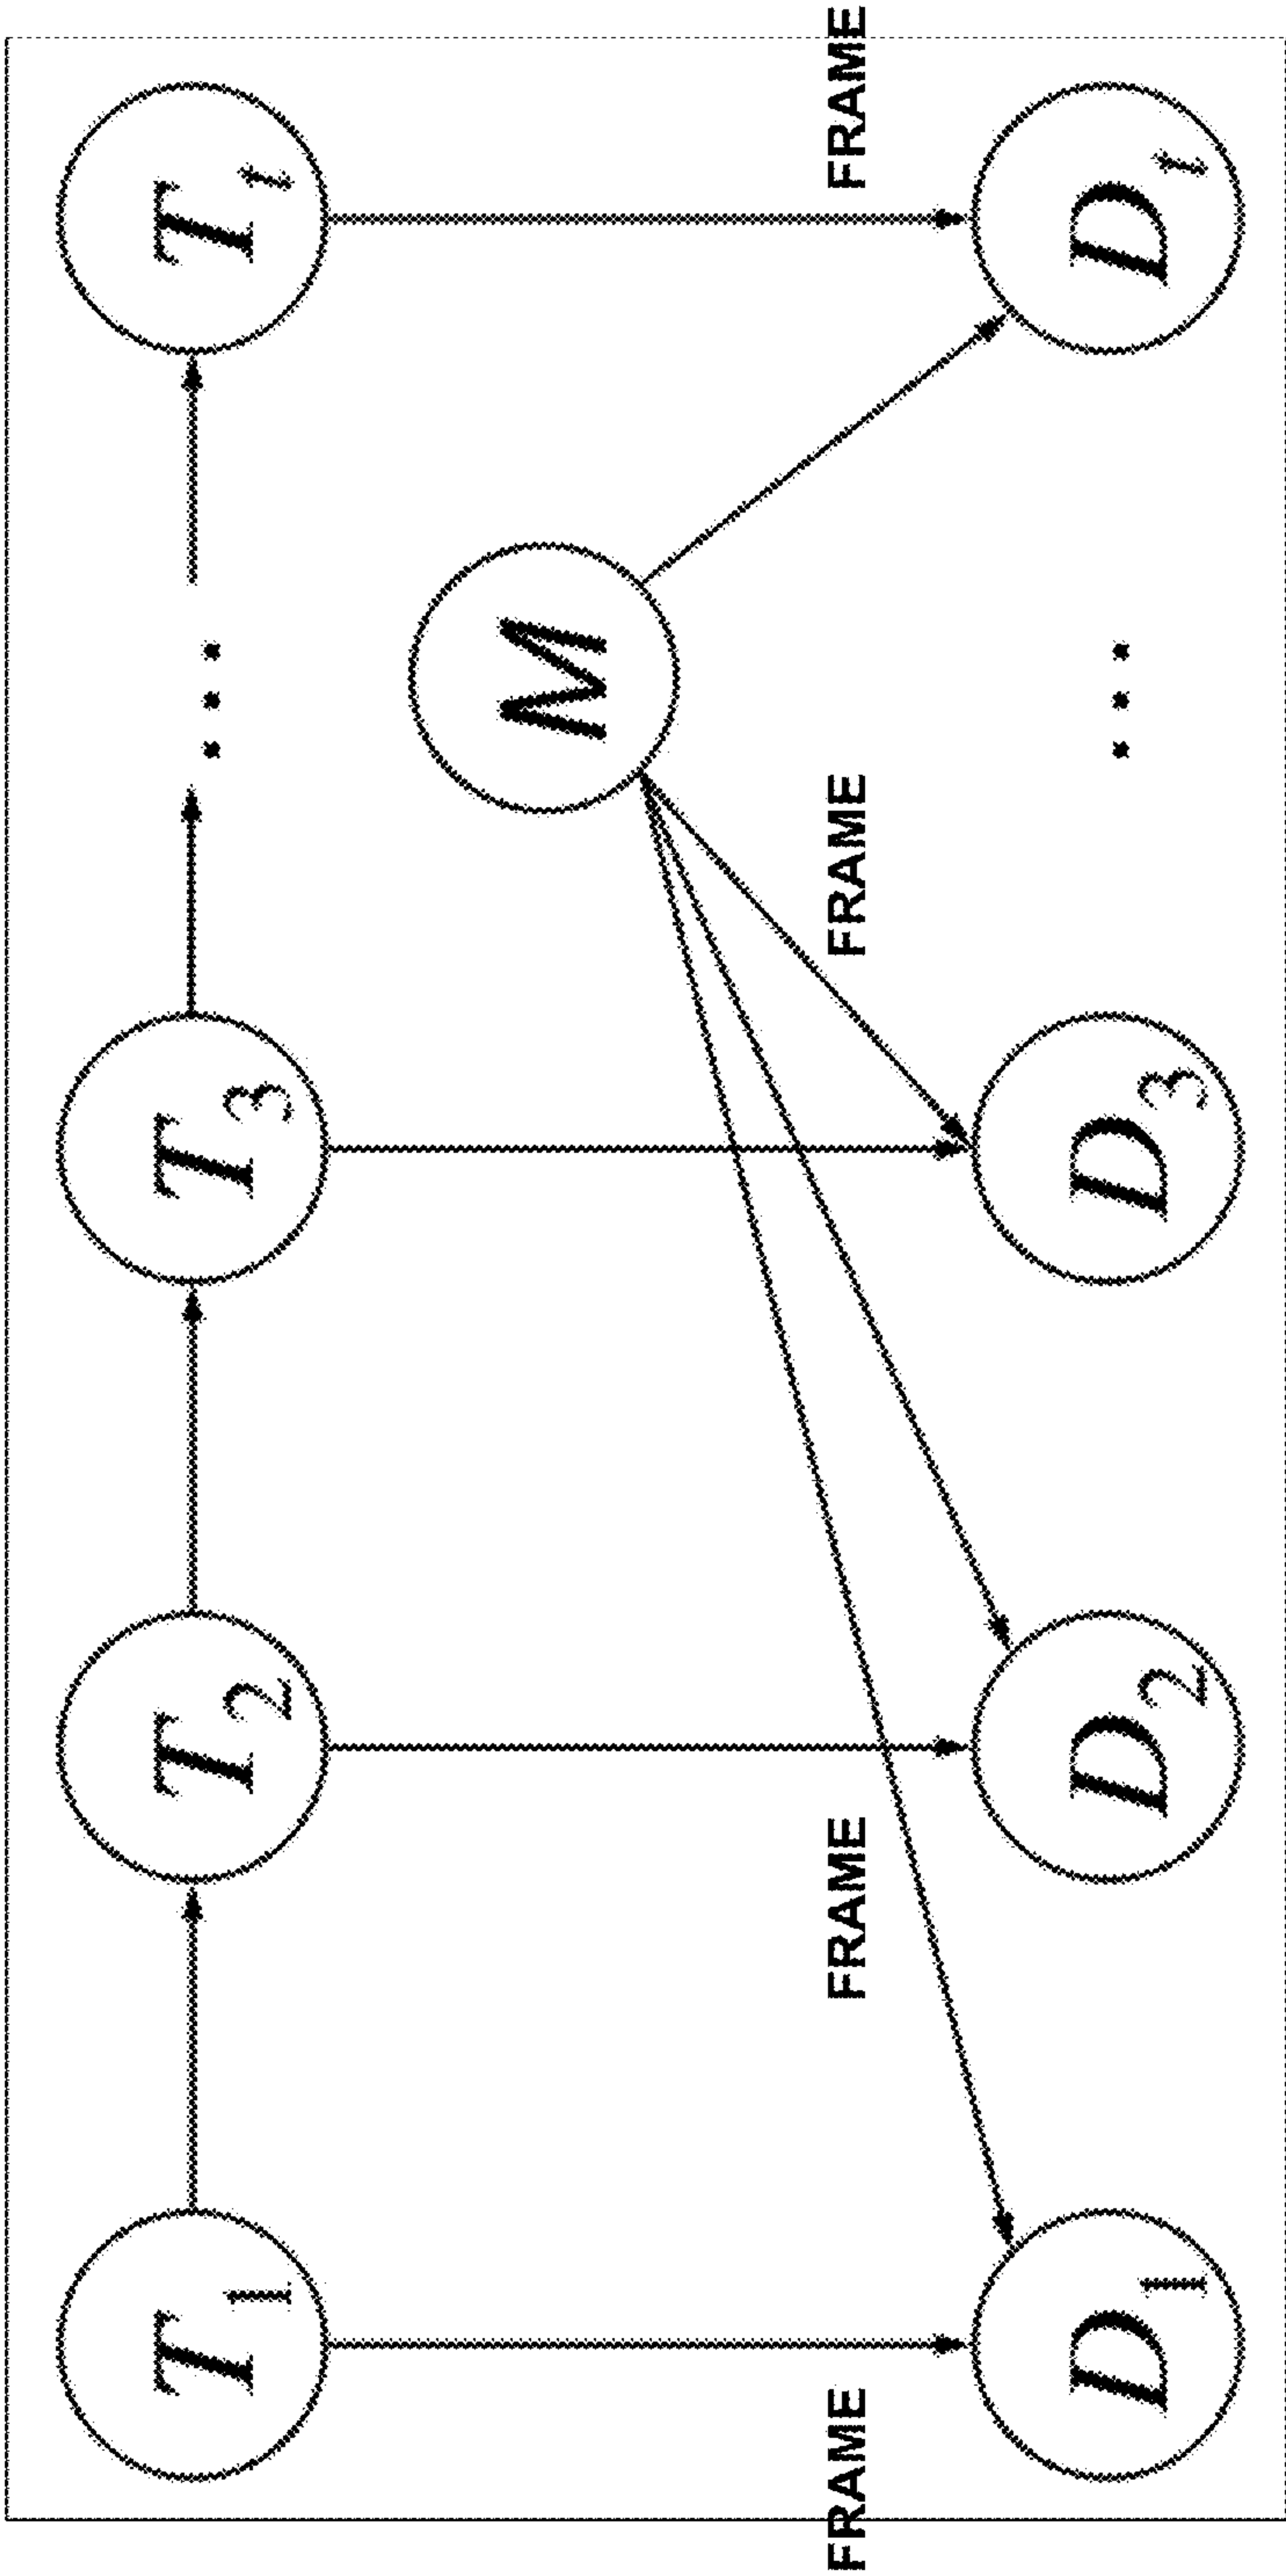 T1 T2 T3 ... Tt
M
FRAME FRAME FRAME FRAME
D1 D2 D3 ... Dt